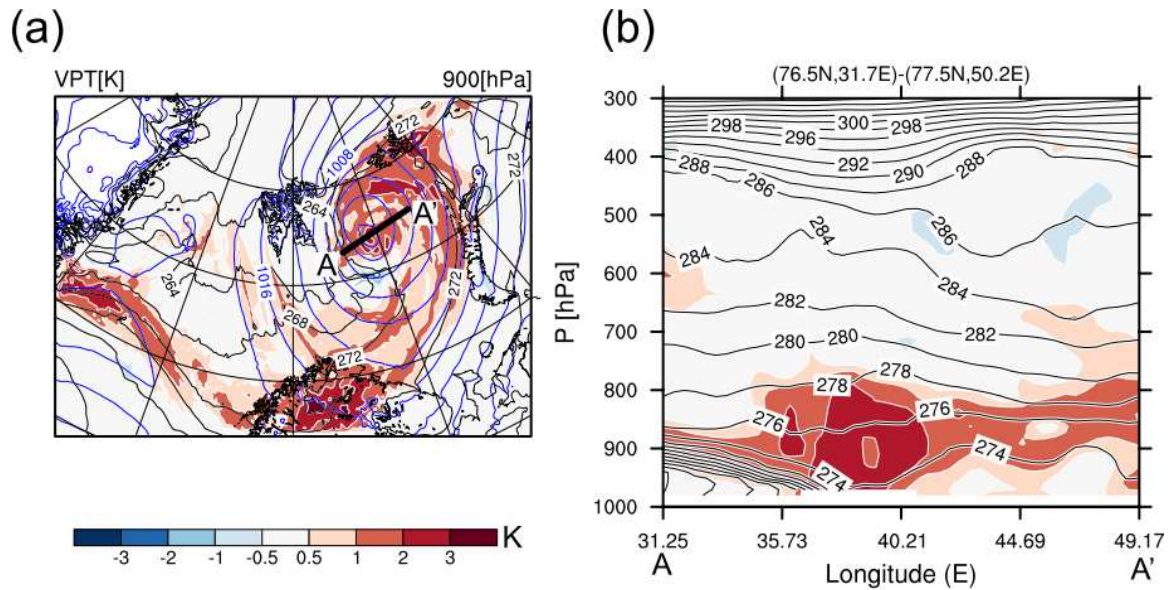 (a)
(b)
VPT[K] 900[hPa]
272
1008
272
264
A'
A
272
264
1016
268
272
K
-3 -2 -1 -0.5 0.5 1 2 3
(76.5N,31.7E)-(77.5N,50.2E)
P [hPa]
300
400
500
600
700
800
900
1000
298 300 298
296
292
288 290 288
286
286
284
284
284
282
282
280 280
278 278
276 276
274
274
31.25 35.73 40.21 44.69 49.17
A Longitude (E) A'